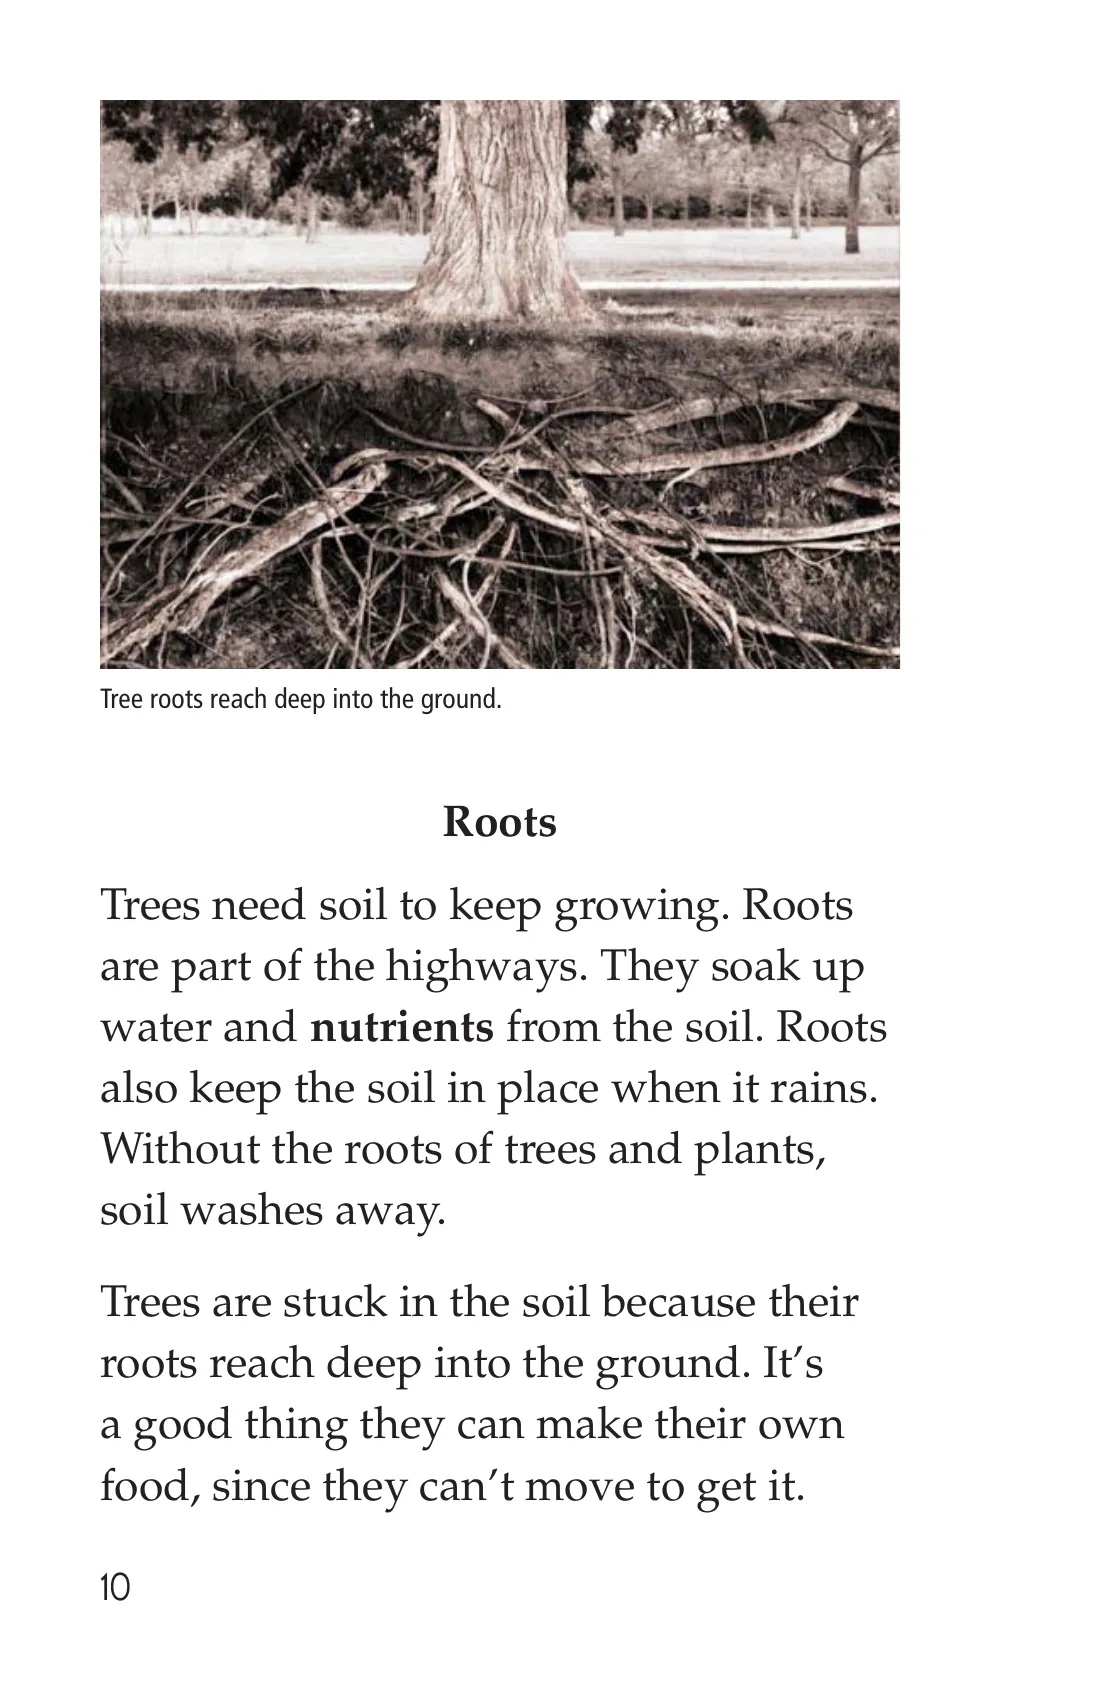 Tree roots reach deep into the ground.
Roots
Trees need soil to keep growing. Roots
are part of the highways. They soak up
water and nutrients from the soil. Roots
also keep the soil in place when it rains.
Without the roots of trees and plants,
soil washes away.
Trees are stuck in the soil because their
roots reach deep into the ground. It’s
a good thing they can make their own
food, since they can’t move to get it.
10